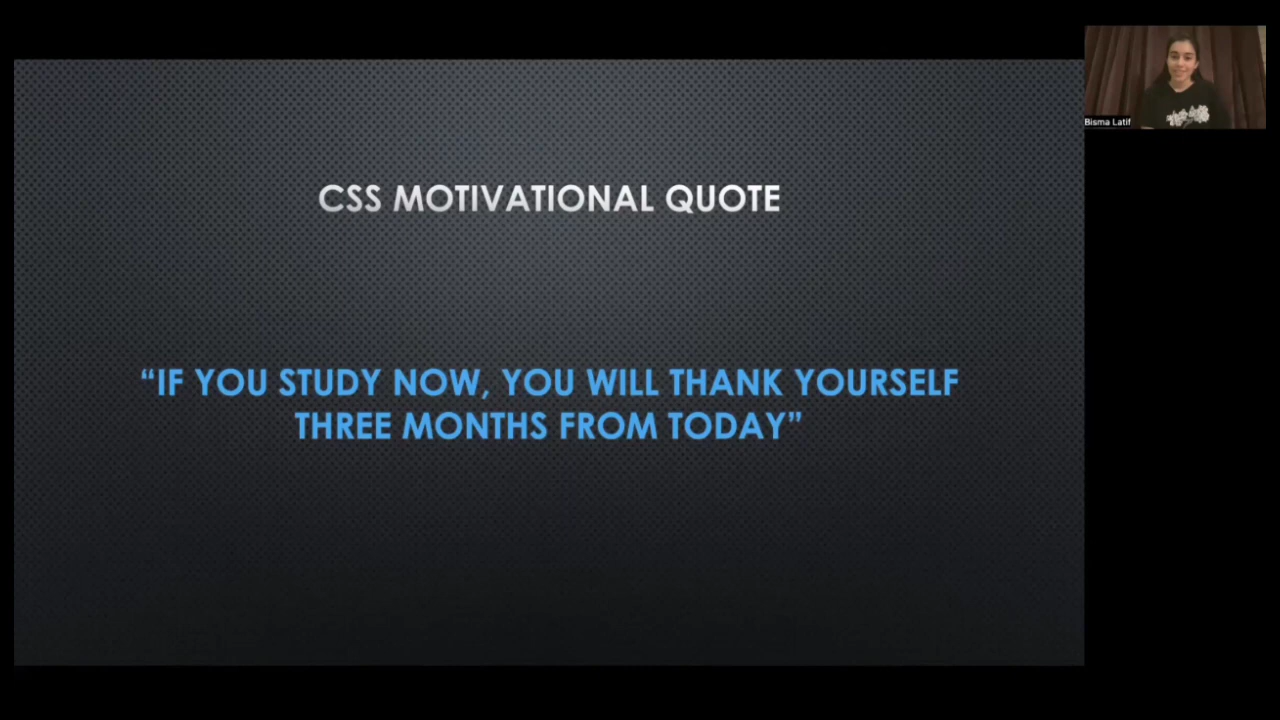 CSS MOTIVATIONAL QUOTE
“IF YOU STUDY NOW, YOU WILL THANK YOURSELF
THREE MONTHS FROM TODAY”
Bisma Latif